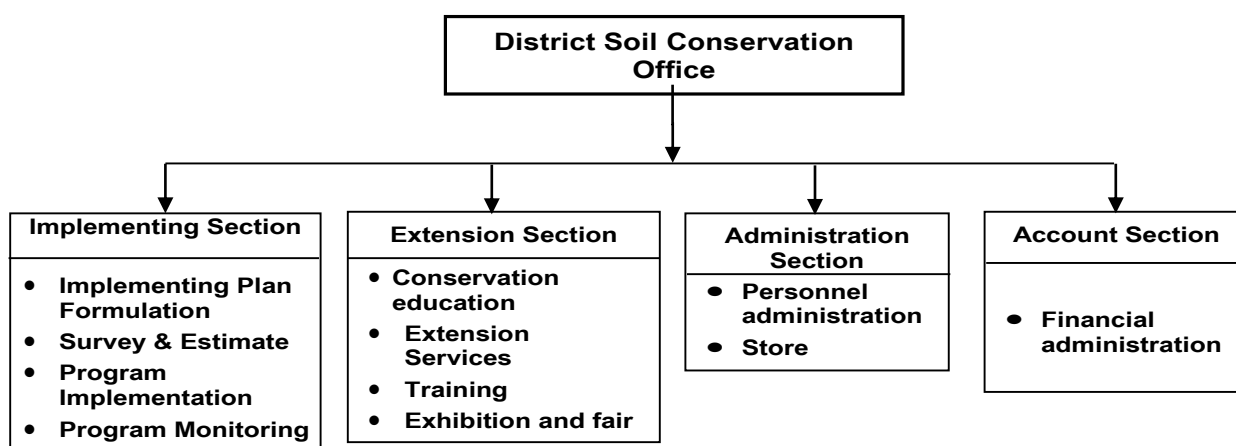 District Soil Conservation
Office
Implementing Section
• Implementing Plan
Formulation
• Survey & Estimate
• Program
Implementation
• Program Monitoring
Extension Section
• Conservation
education
• Extension
Services
• Training
• Exhibition and fair
Administration
Section
• Personnel
administration
• Store
Account Section
• Financial
administration